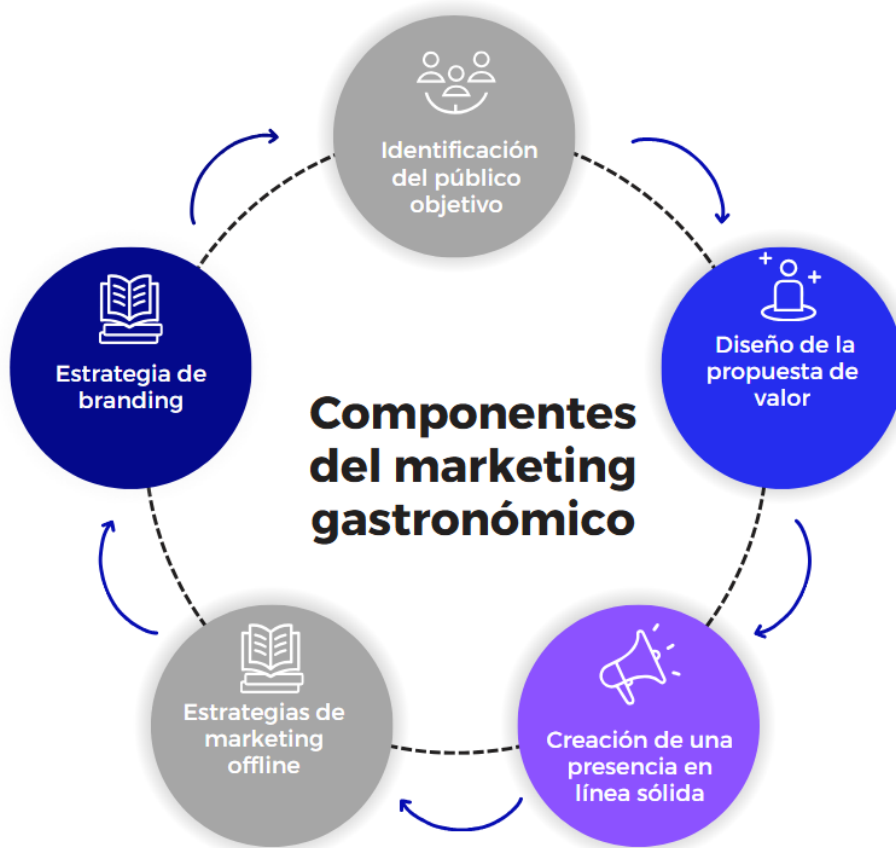 Identificación
del público
objetivo
Diseño de la
propuesta de
valor
Creación de una
presencia en
línea sólida
Estrategias de
marketing
offline
Estrategia de
branding
Componentes
del marketing
gastronómico